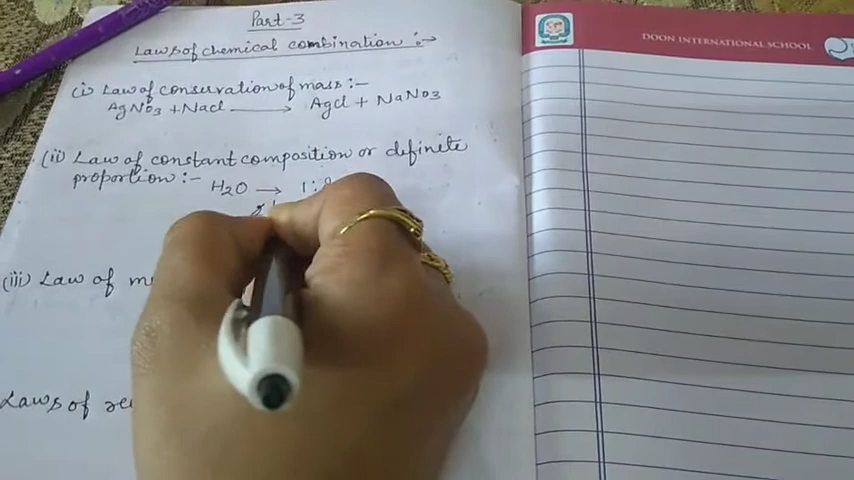 Part-3
Laws of chemical combination :→
(i) Law of conservation of mass :-
AgNO3 + NaCl → AgCl + NaNO3
(ii) Law of constant composition or definite
proportion :- H2O → 1:
(iii) Law of
Laws of
DOON INTERNATIONAL SCHOOL